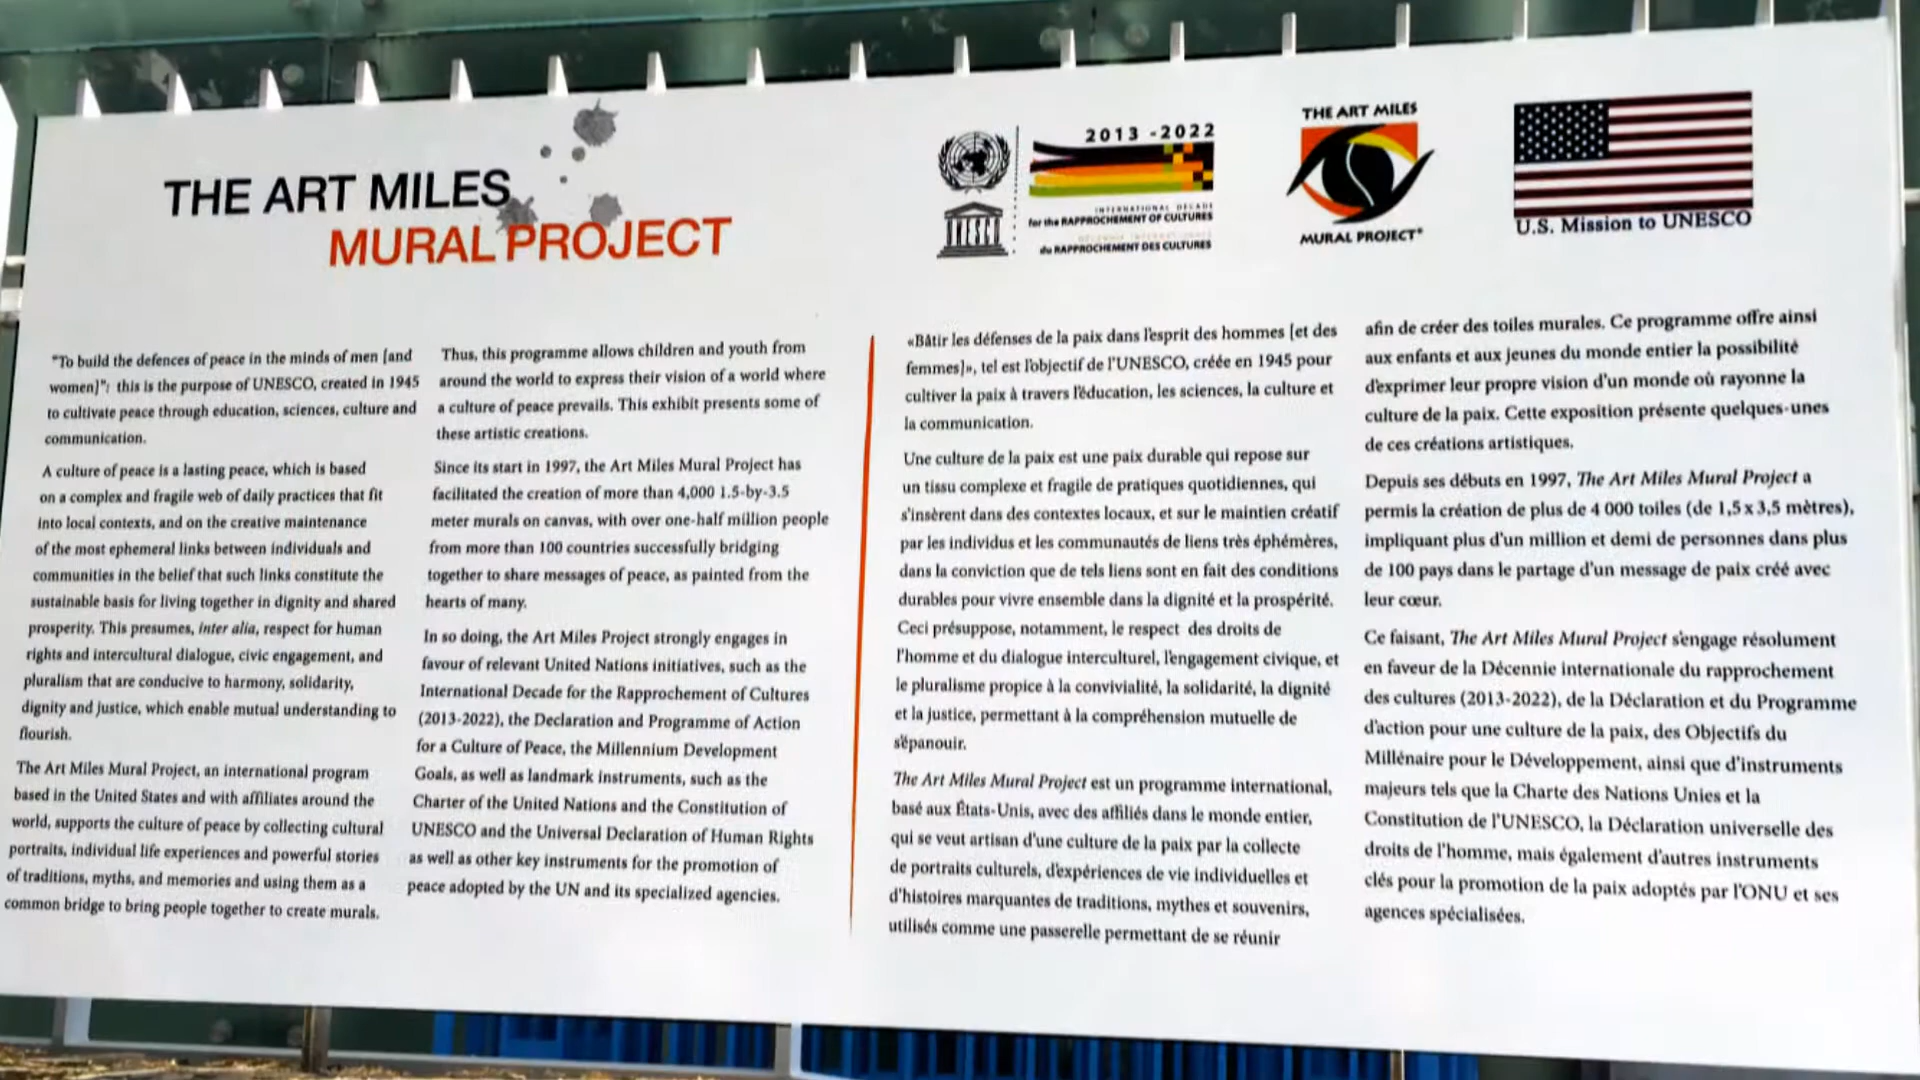 THE ART MILES
MURAL PROJECT
2013 - 2022
UNESCO
INTERNATIONAL DECADE
for the RAPPROCHEMENT OF CULTURES
du RAPPROCHEMENT DES CULTURES
THE ART MILES
MURAL PROJECT®
U.S. Mission to UNESCO
"To build the defences of peace in the minds of men [and
women]": this is the purpose of UNESCO, created in 1945
to cultivate peace through education, sciences, culture and
communication.
A culture of peace is a lasting peace, which is based
on a complex and fragile web of daily practices that fit
into local contexts, and on the creative maintenance
of the most ephemeral links between individuals and
communities in the belief that such links constitute the
sustainable basis for living together in dignity and shared
prosperity. This presumes, inter alia, respect for human
rights and intercultural dialogue, civic engagement, and
pluralism that are conducive to harmony, solidarity,
dignity and justice, which enable mutual understanding to
flourish.
The Art Miles Mural Project, an international program
based in the United States and with affiliates around the
world, supports the culture of peace by collecting cultural
portraits, individual life experiences and powerful stories
of traditions, myths, and memories and using them as a
common bridge to bring people together to create murals.
Thus, this programme allows children and youth from
around the world to express their vision of a world where
a culture of peace prevails. This exhibit presents some of
these artistic creations.
Since its start in 1997, the Art Miles Mural Project has
facilitated the creation of more than 4,000 1.5-by-3.5
meter murals on canvas, with over one-half million people
from more than 100 countries successfully bridging
together to share messages of peace, as painted from the
hearts of many.
In so doing, the Art Miles Project strongly engages in
favour of relevant United Nations initiatives, such as the
International Decade for the Rapprochement of Cultures
(2013-2022), the Declaration and Programme of Action
for a Culture of Peace, the Millennium Development
Goals, as well as landmark instruments, such as the
Charter of the United Nations and the Constitution of
UNESCO and the Universal Declaration of Human Rights
as well as other key instruments for the promotion of
peace adopted by the UN and its specialized agencies.
«Bâtir les défenses de la paix dans l'esprit des hommes [et des
femmes]», tel est l'objectif de l'UNESCO, créée en 1945 pour
cultiver la paix à travers l'éducation, les sciences, la culture et
la communication.
Une culture de la paix est une paix durable qui repose sur
un tissu complexe et fragile de pratiques quotidiennes, qui
s'insèrent dans des contextes locaux, et sur le maintien créatif
par les individus et les communautés de liens très éphémères,
dans la conviction que de tels liens sont en fait des conditions
durables pour vivre ensemble dans la dignité et la prospérité.
Ceci présuppose, notamment, le respect des droits de
l'homme et du dialogue interculturel, l'engagement civique, et
le pluralisme propice à la convivialité, la solidarité, la dignité
et la justice, permettant à la compréhension mutuelle de
s'épanouir.
The Art Miles Mural Project est un programme international,
basé aux États-Unis, avec des affiliés dans le monde entier,
qui se veut artisan d'une culture de la paix par la collecte
de portraits culturels, d'expériences de vie individuelles et
d'histoires marquantes de traditions, mythes et souvenirs,
utilisés comme une passerelle permettant de se réunir
afin de créer des toiles murales. Ce programme offre ainsi
aux enfants et aux jeunes du monde entier la possibilité
d'exprimer leur propre vision d'un monde où rayonne la
culture de la paix. Cette exposition présente quelques-unes
de ces créations artistiques.
Depuis ses débuts en 1997, The Art Miles Mural Project a
permis la création de plus de 4 000 toiles (de 1,5 x 3,5 mètres),
impliquant plus d'un million et demi de personnes dans plus
de 100 pays dans le partage d'un message de paix créé avec
leur cœur.
Ce faisant, The Art Miles Mural Project s'engage résolument
en faveur de la Décennie internationale du rapprochement
des cultures (2013-2022), de la Déclaration et du Programme
d'action pour une culture de la paix, des Objectifs du
Millénaire pour le Développement, ainsi que d'instruments
majeurs tels que la Charte des Nations Unies et la
Constitution de l'UNESCO, la Déclaration universelle des
droits de l'homme, mais également d'autres instruments
clés pour la promotion de la paix adoptés par l'ONU et ses
agences spécialisées.